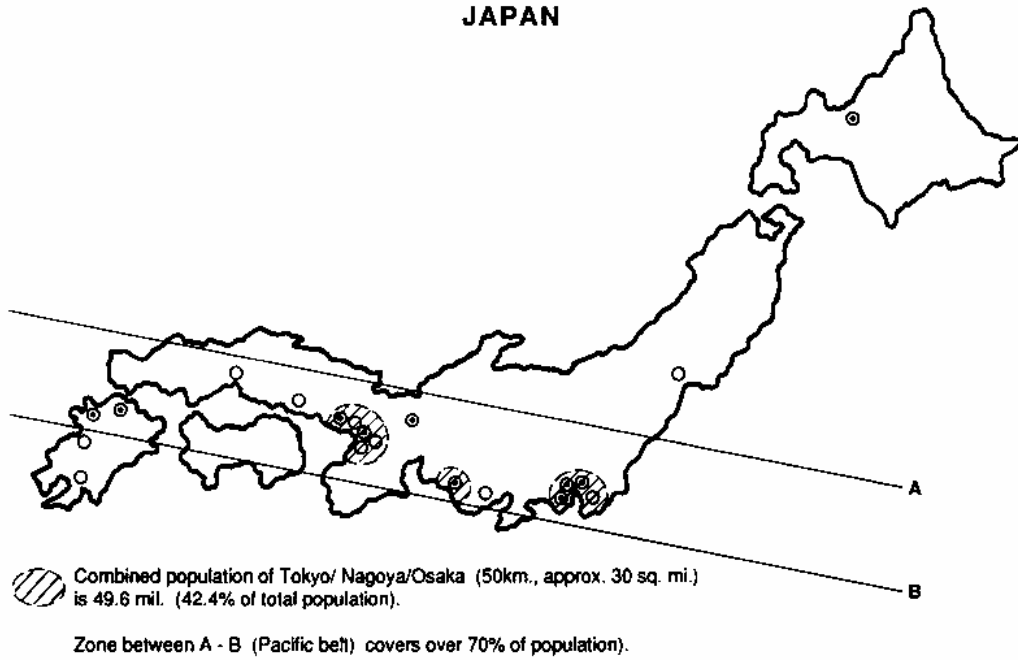 JAPAN
A
B
Combined population of Tokyo/ Nagoya/Osaka (50km., approx. 30 sq. mi.)
is 49.6 mil. (42.4% of total population).
Zone between A - B (Pacific belt) covers over 70% of population).